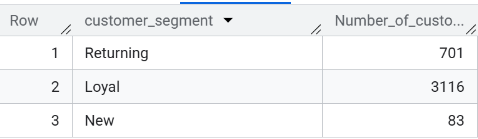 Row customer_segment Number_of_custo...
1 Returning 701
2 Loyal 3116
3 New 83